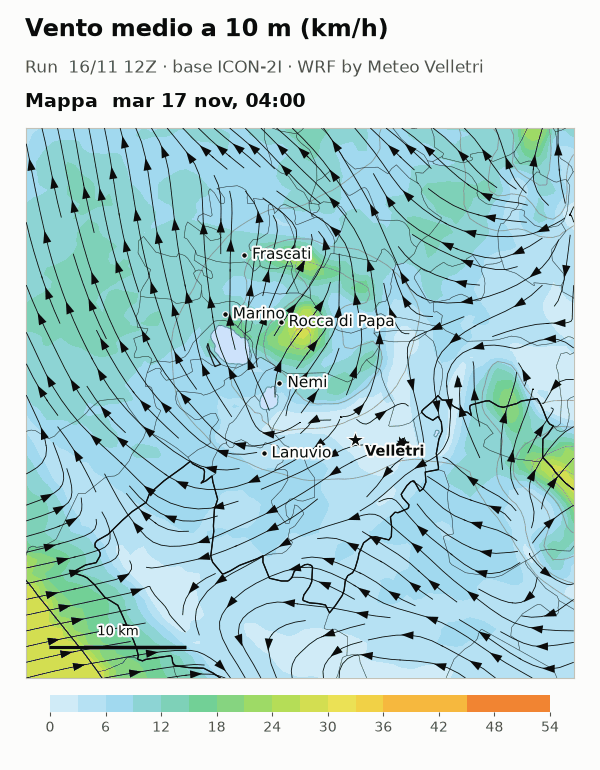 Vento medio a 10 m (km/h)
Run  16/11 12Z · base ICON-2I · WRF by Meteo Velletri
Mappa  mar 17 nov, 04:00
Frascati
Marino
Rocca di Papa
Nemi
Velletri
Lanuvio
10 km
0 6 12 18 24 30 36 42 48 54